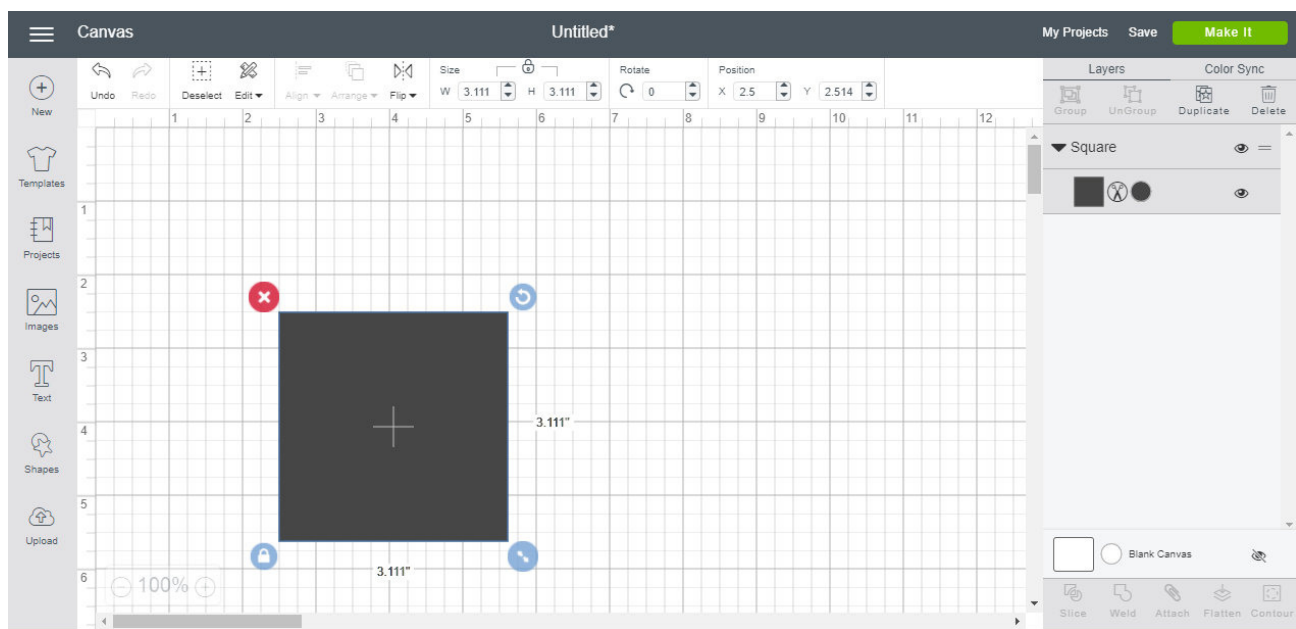 Canvas Untitled* My Projects Save Make It
New
Templates
Projects
Images
Text
Shapes
Upload
Undo Redo Deselect Edit Align Arrange Flip
Size
W 3.111 H 3.111
Rotate
0
Position
X 2.5 Y 2.514
1 2 3 4 5 6 7 8 9 10 11 12
1
2
3
4
5
6
3.111"
3.111"
100%
Layers Color Sync
Group UnGroup Duplicate Delete
Square
Blank Canvas
Slice Weld Attach Flatten Contour